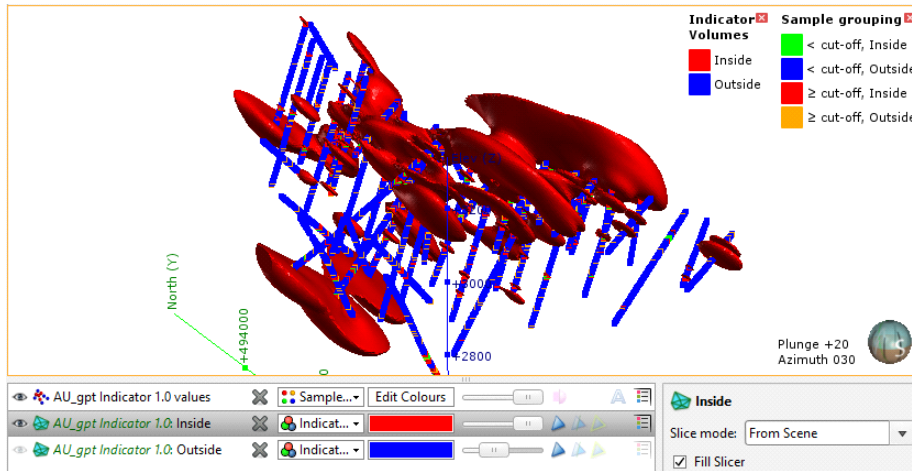 Indicator Volumes
Inside
Outside
Sample grouping
< cut-off, Inside
< cut-off, Outside
≥ cut-off, Inside
≥ cut-off, Outside
Elev (Z)
+3000
+2800
North (Y)
+494000
0
Plunge +20
Azimuth 030
S
AU_gpt Indicator 1.0 values
Sample...
Edit Colours
AU_gpt Indicator 1.0: Inside
Indicat...
AU_gpt Indicator 1.0: Outside
Indicat...
Inside
Slice mode: From Scene
Fill Slicer